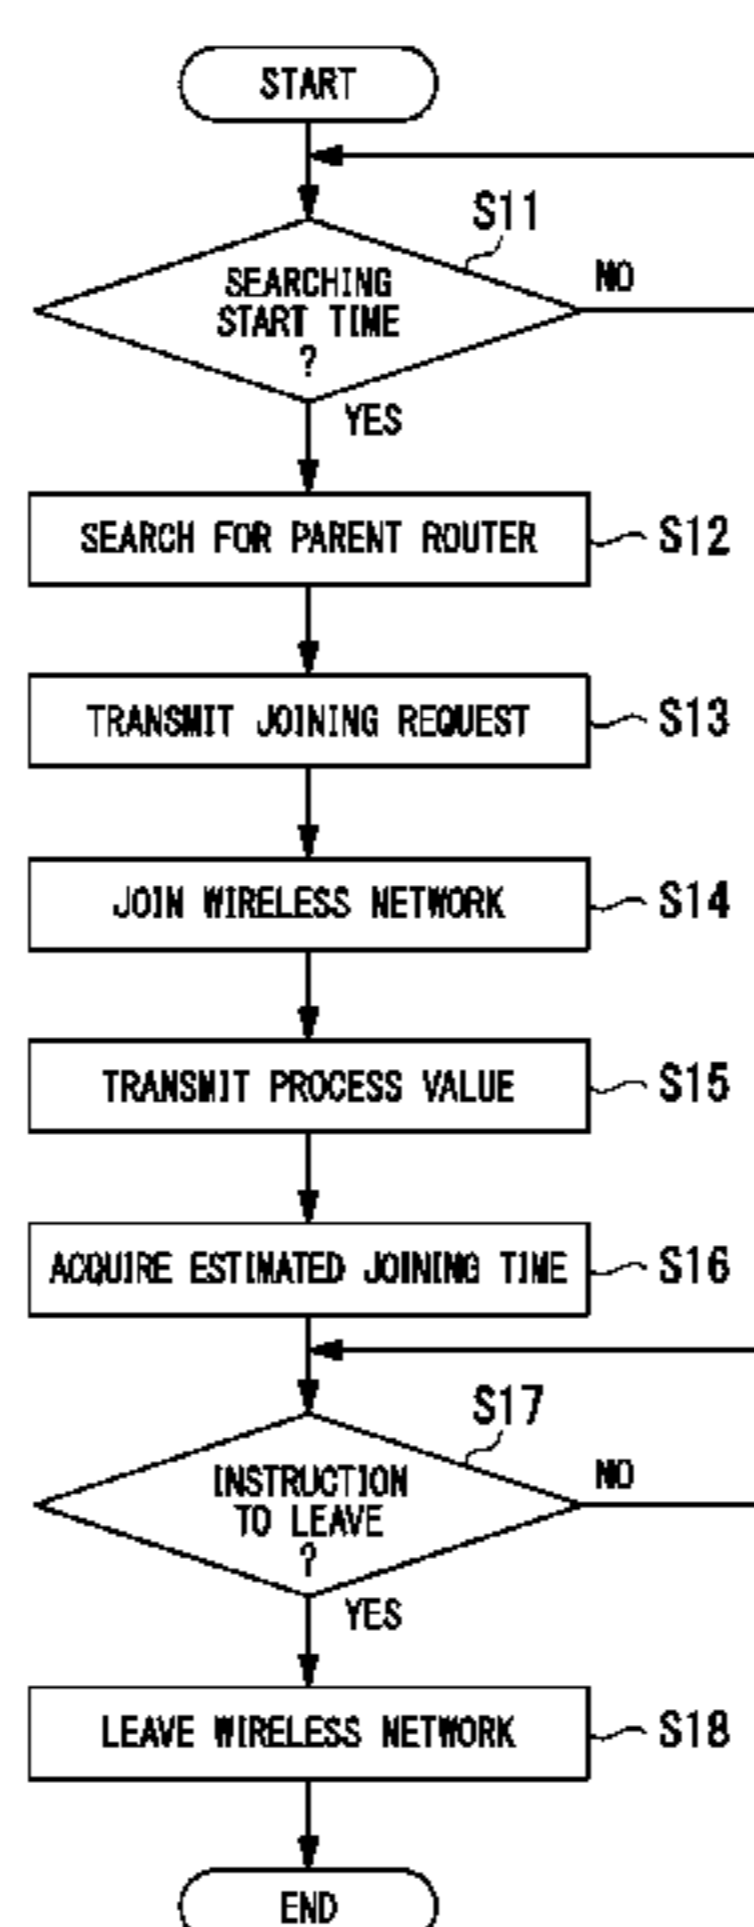 START
S11
SEARCHING
START TIME
?
NO
YES
SEARCH FOR PARENT ROUTER
S12
TRANSMIT JOINING REQUEST
S13
JOIN WIRELESS NETWORK
S14
TRANSMIT PROCESS VALUE
S15
ACQUIRE ESTIMATED JOINING TIME
S16
S17
INSTRUCTION
TO LEAVE
?
NO
YES
LEAVE WIRELESS NETWORK
S18
END